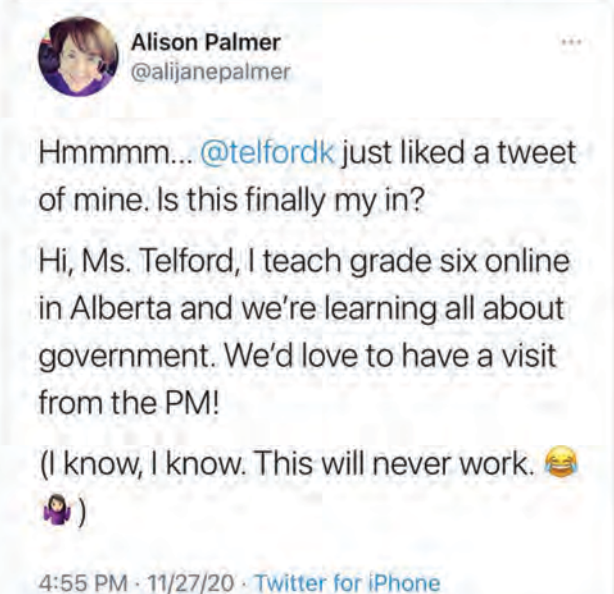 Alison Palmer
@alijanepalmer
Hmmmm... @telfordk just liked a tweet
of mine. Is this finally my in?
Hi, Ms. Telford, I teach grade six online
in Alberta and we're learning all about
government. We'd love to have a visit
from the PM!
(I know, I know. This will never work. 😂
🤷🏻‍♀️)
4:55 PM · 11/27/20 · Twitter for iPhone